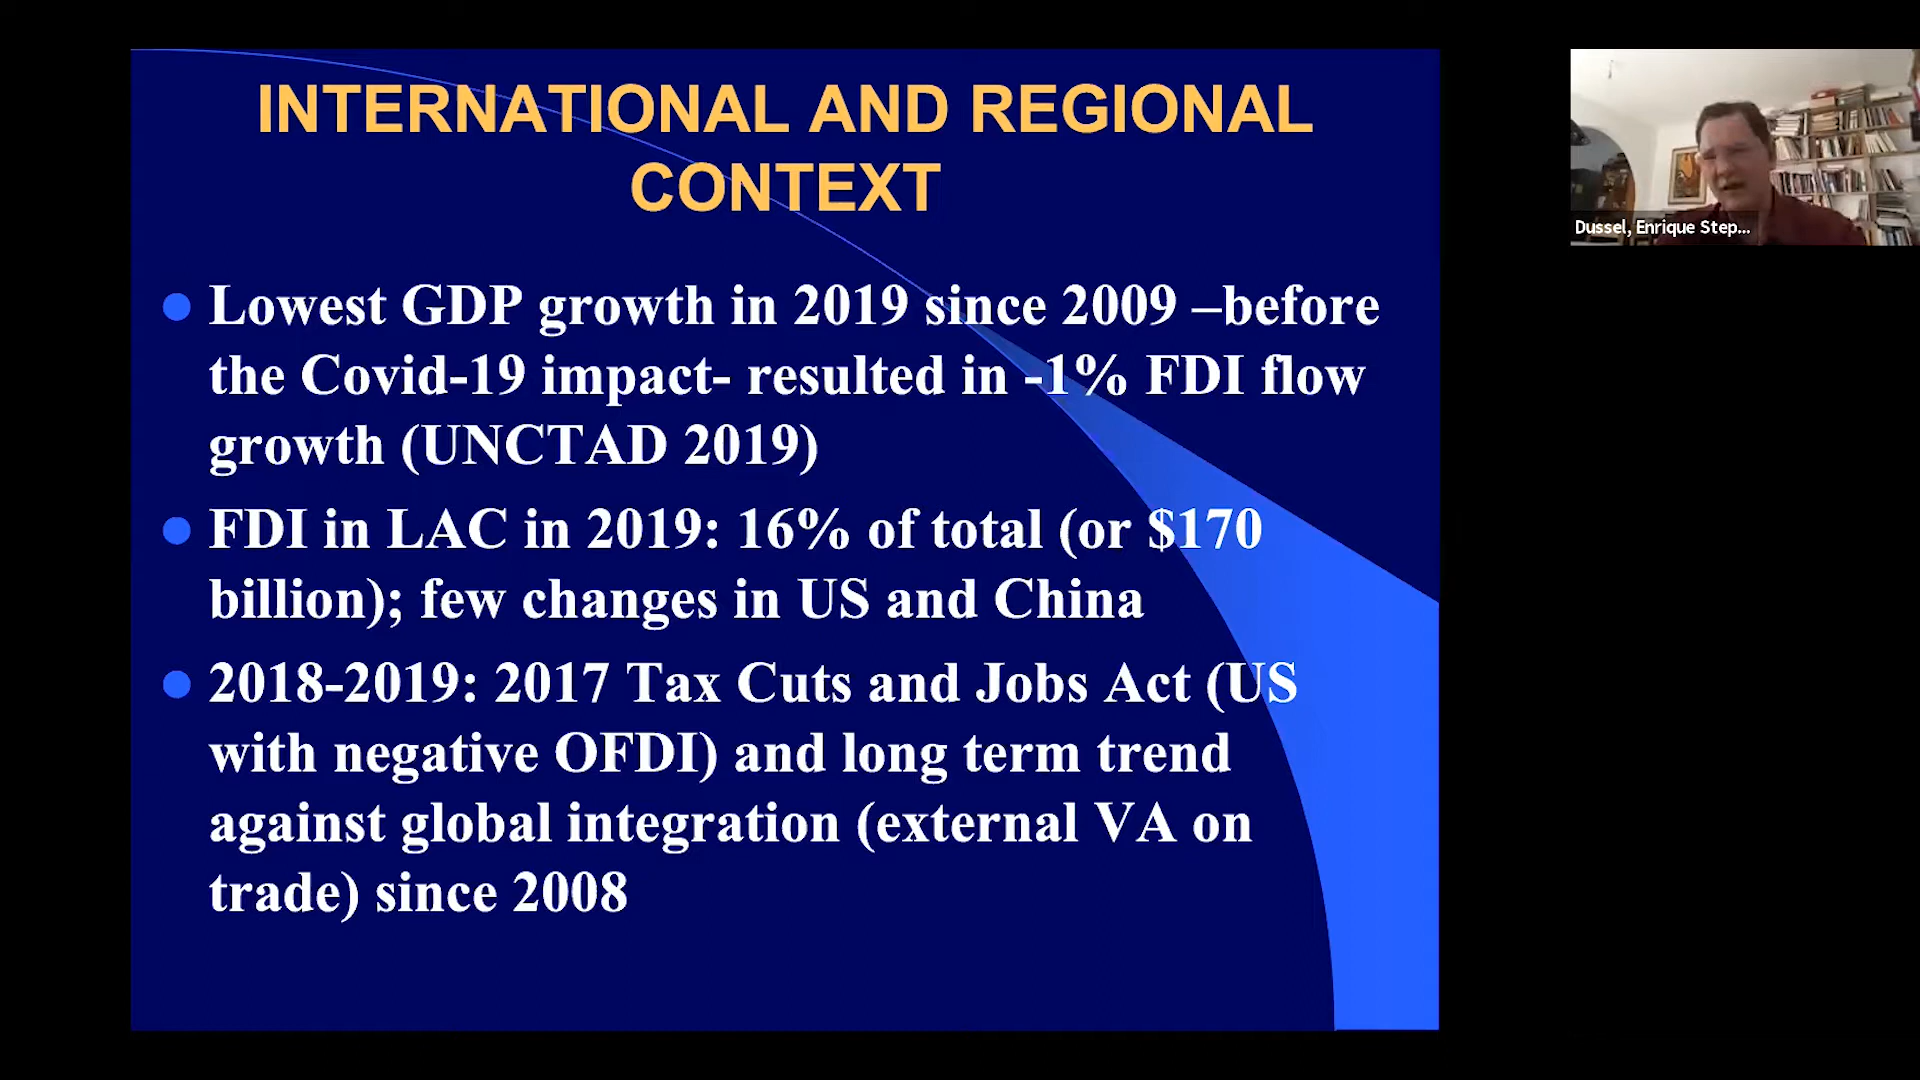 INTERNATIONAL AND REGIONAL
CONTEXT
Lowest GDP growth in 2019 since 2009 –before
the Covid-19 impact- resulted in -1% FDI flow
growth (UNCTAD 2019)
FDI in LAC in 2019: 16% of total (or $170
billion); few changes in US and China
2018-2019: 2017 Tax Cuts and Jobs Act (US
with negative OFDI) and long term trend
against global integration (external VA on
trade) since 2008
Dussel, Enrique Step...